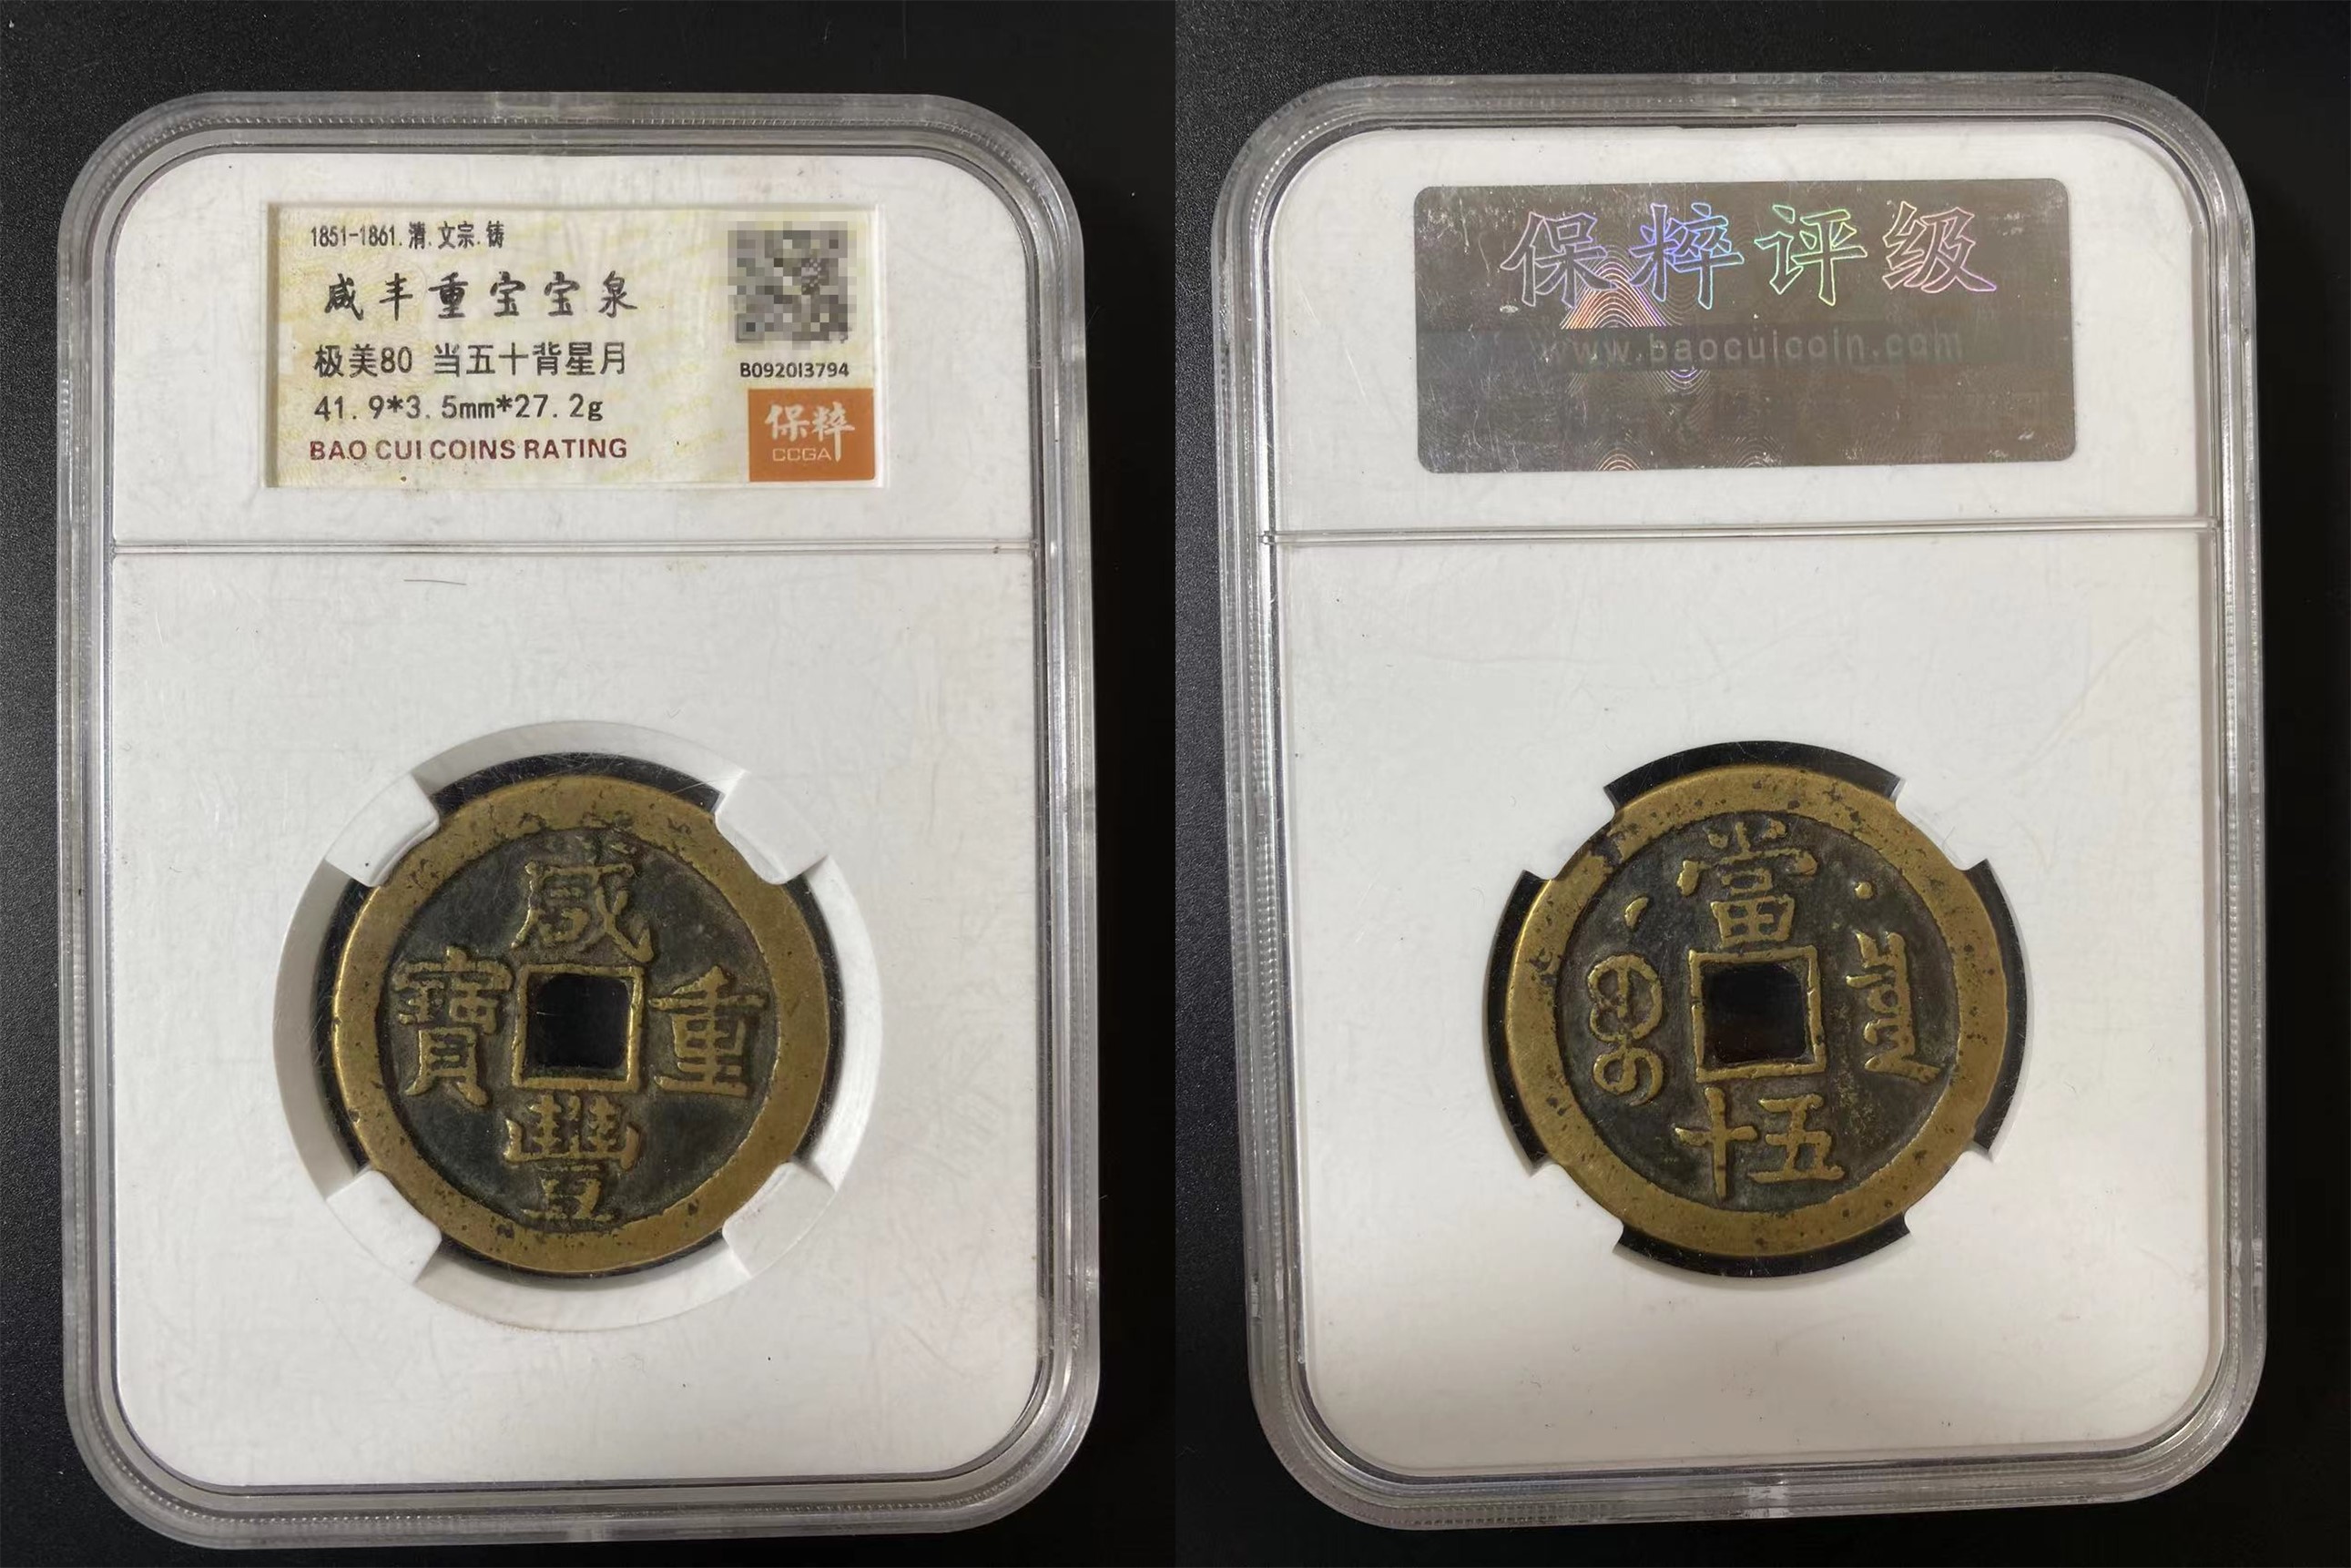 1851-1861.清.文宗.铸
咸丰重宝宝泉
极美80 当五十背星月
41.9*3.5mm*27.2g
BAO CUI COINS RATING
B092013794
保粹
CCGA
咸豐重寶
保粹评级
www.baocuicoin.com
當五十